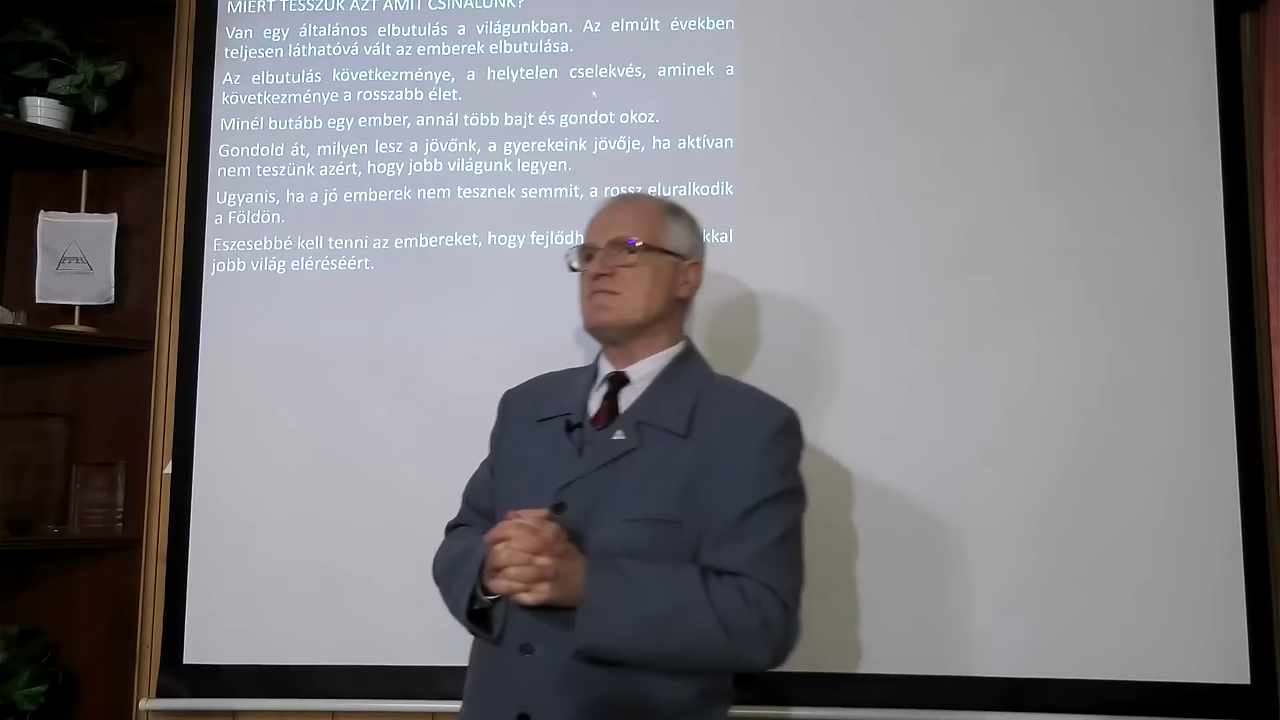 MIÉRT TESSZÜK AZT AMIT CSINÁLUNK?
Van egy általános elbutulás a világunkban. Az elmúlt években
teljesen láthatóvá vált az emberek elbutulása.
Az elbutulás következménye, a helytelen cselekvés, aminek a
következménye a rosszabb élet.
Minél butább egy ember, annál több bajt és gondot okoz.
Gondold át, milyen lesz a jövőnk, a gyerekeink jövője, ha aktívan
nem teszünk azért, hogy jobb világunk legyen.
Ugyanis, ha a jó emberek nem tesznek semmit, a rossz eluralkodik
a Földön.
Eszesebbé kell tenni az embereket, hogy fejlődh kkal
jobb világ eléréséért.